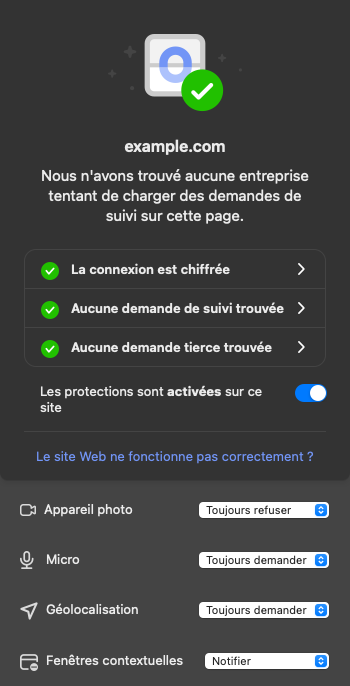 0
example.com
Nous n'avons trouvé aucune entreprise
tentant de charger des demandes de
suivi sur cette page.
La connexion est chiffrée
Aucune demande de suivi trouvée
Aucune demande tierce trouvée
Les protections sont activées sur ce
site
Le site Web ne fonctionne pas correctement ?
Appareil photo Toujours refuser
Micro Toujours demander
Géolocalisation Toujours demander
Fenêtres contextuelles Notifier